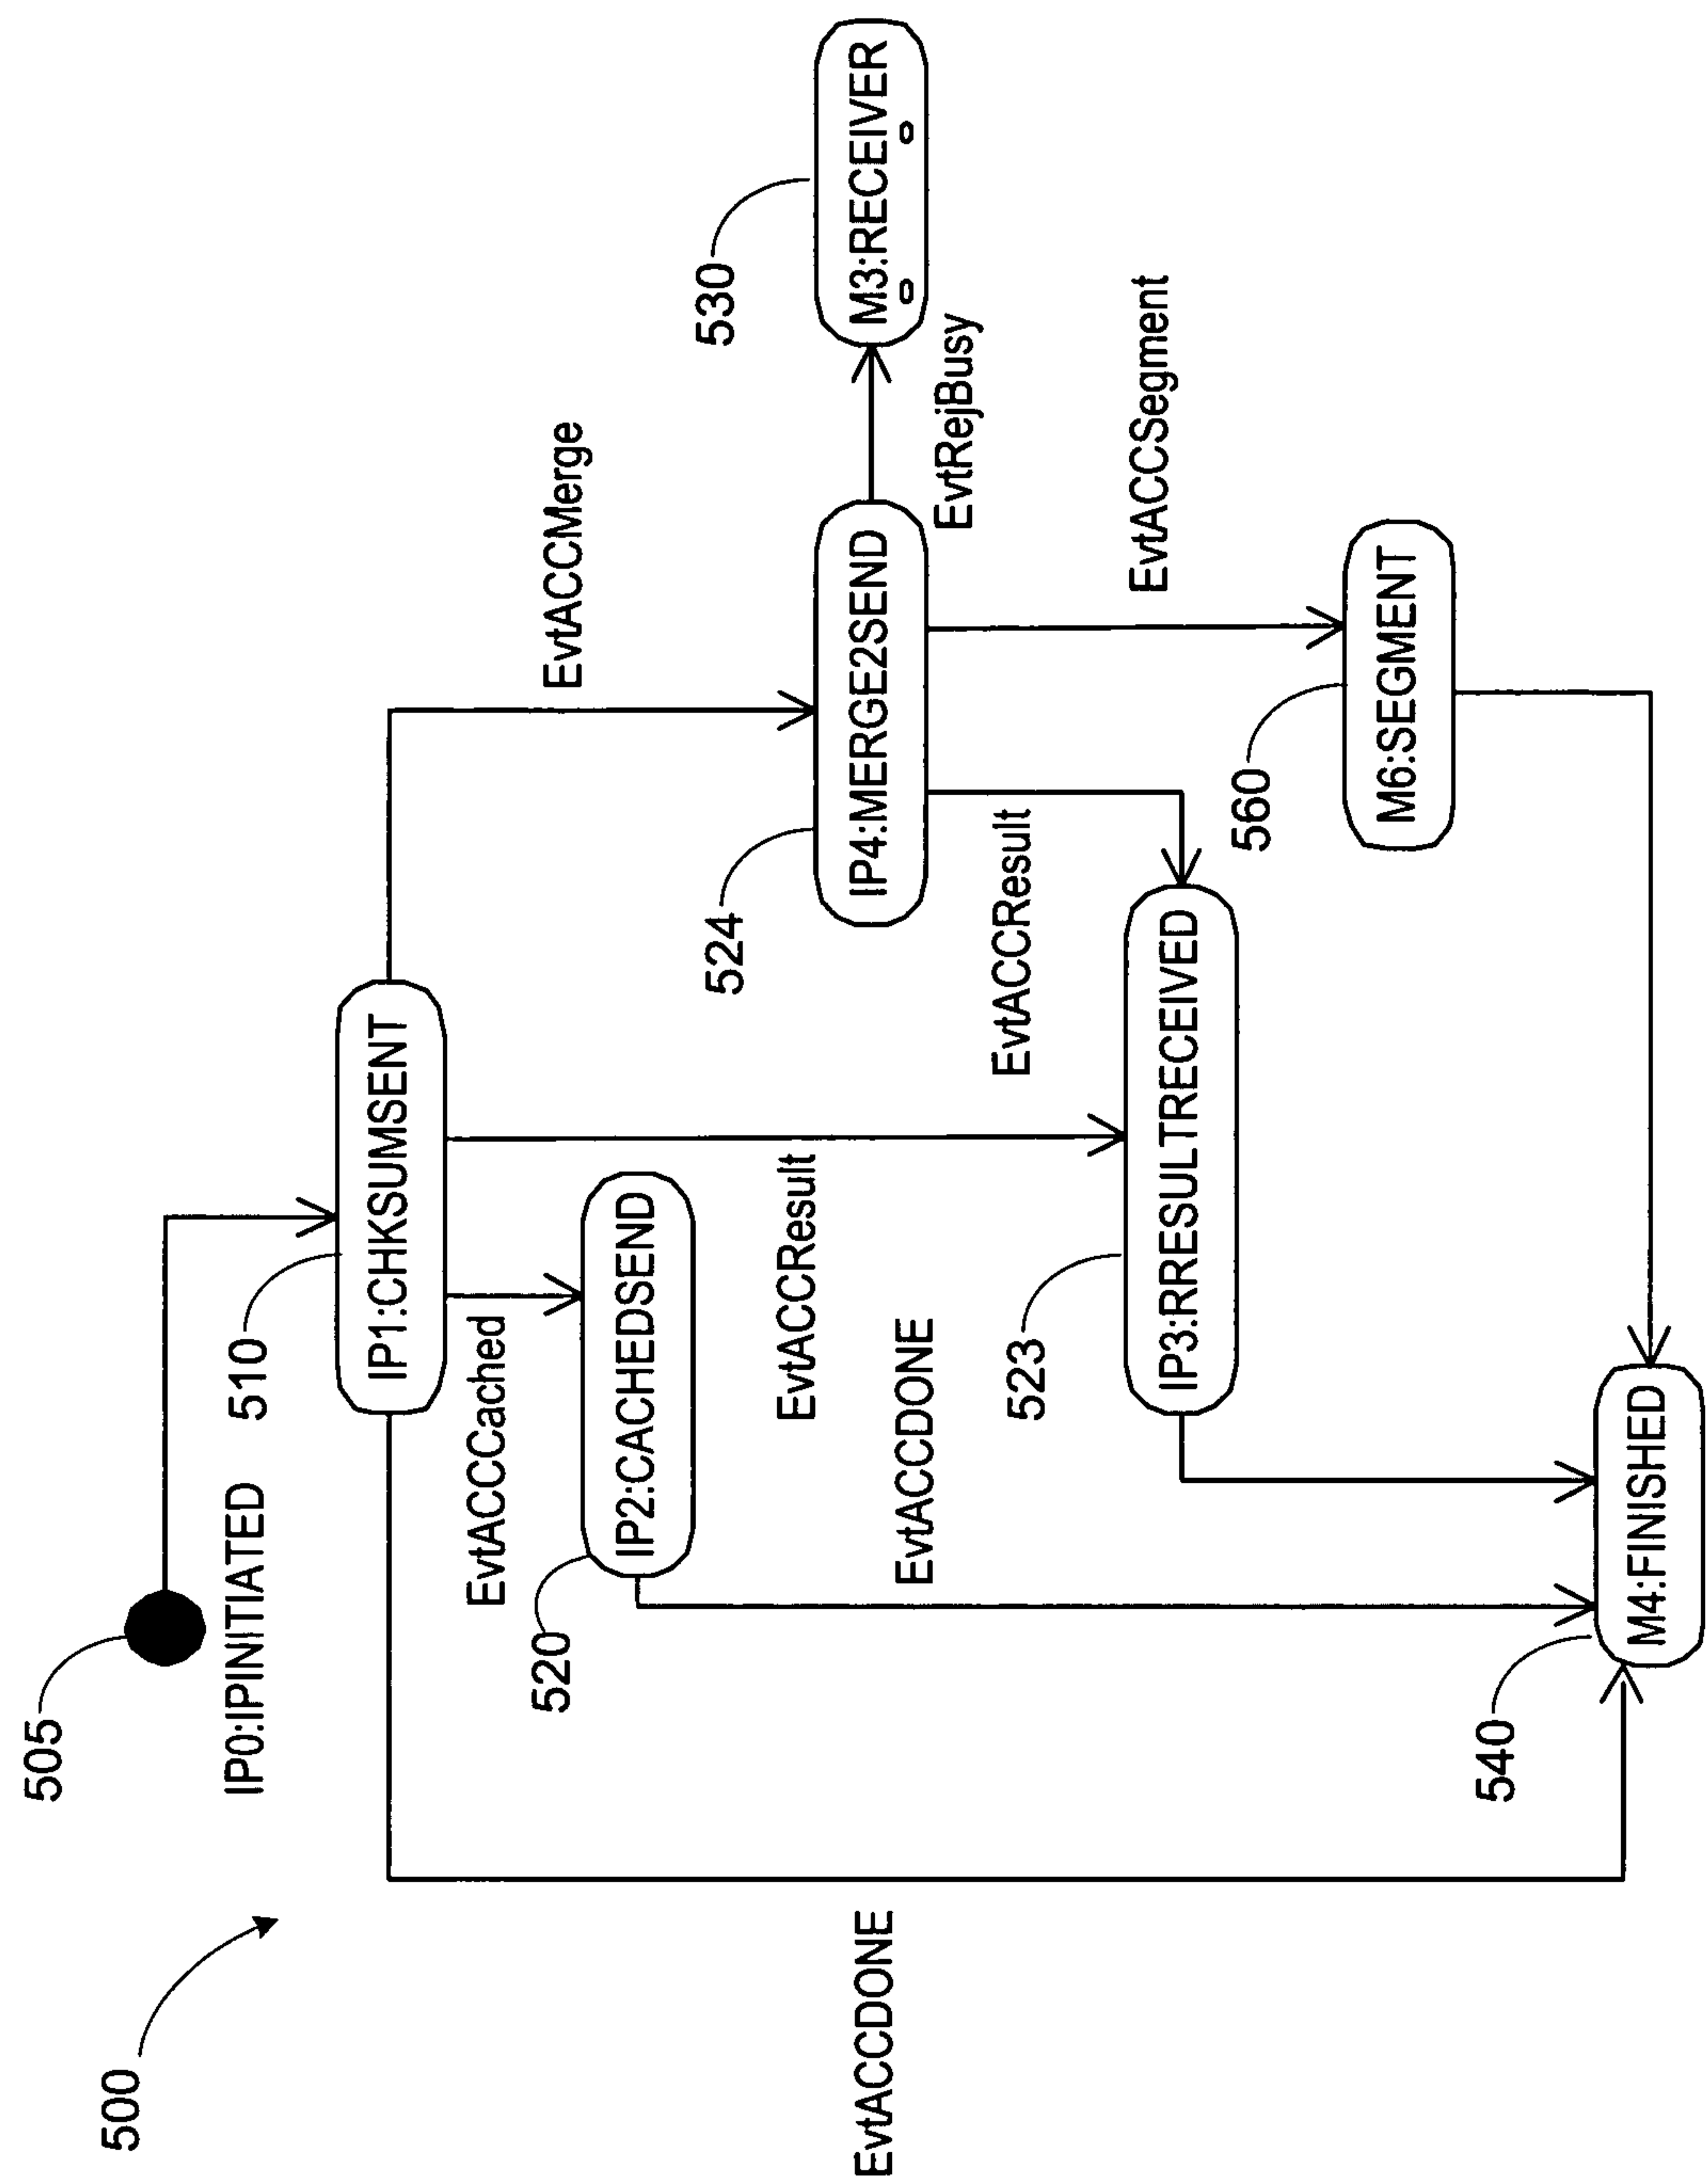 500
505
IP0:IPINITIATED
510
IP1:CHKSUMSENT
EvtACCMerge
EvtACCCached
520
IP2:CACHEDSEND
EvtACCResult
524
IP4:MERGE2SEND
530
M3:RECEIVER
EvtRejBusy
EvtACCDONE
EvtACCDONE
EvtACCResult
EvtACCSegment
523
IP3:RRESULTRECEIVED
560
M6:SEGMENT
540
M4:FINISHED